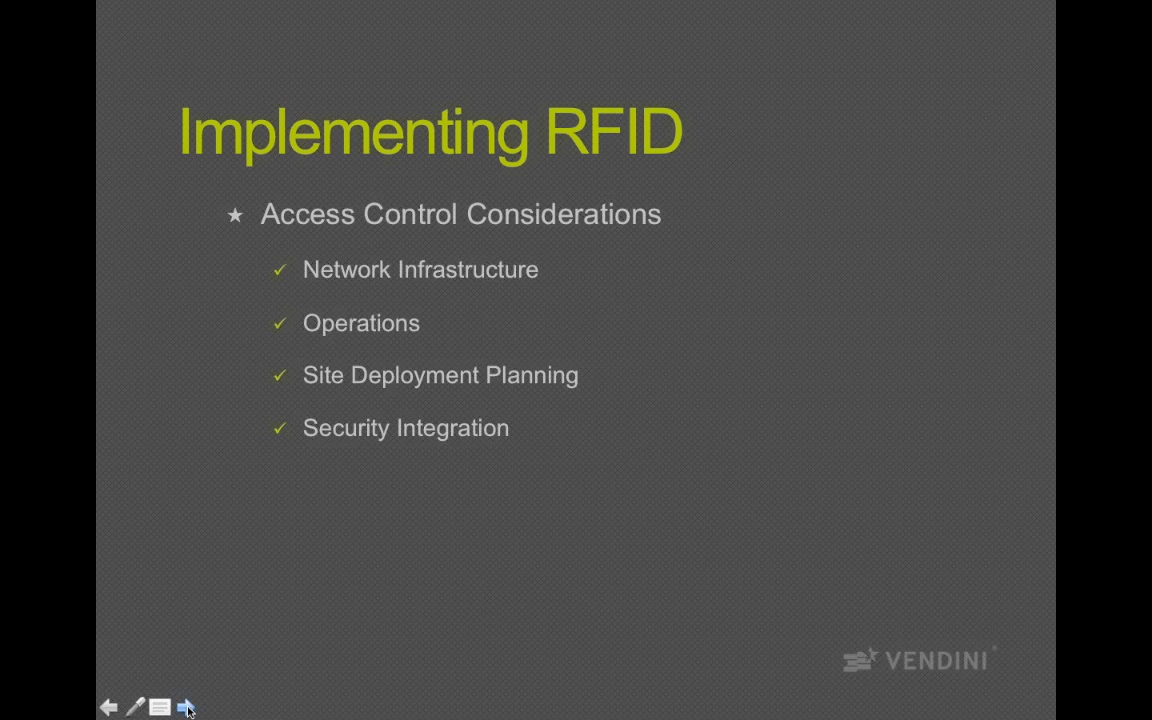 Implementing RFID
Access Control Considerations
Network Infrastructure
Operations
Site Deployment Planning
Security Integration
VENDINI